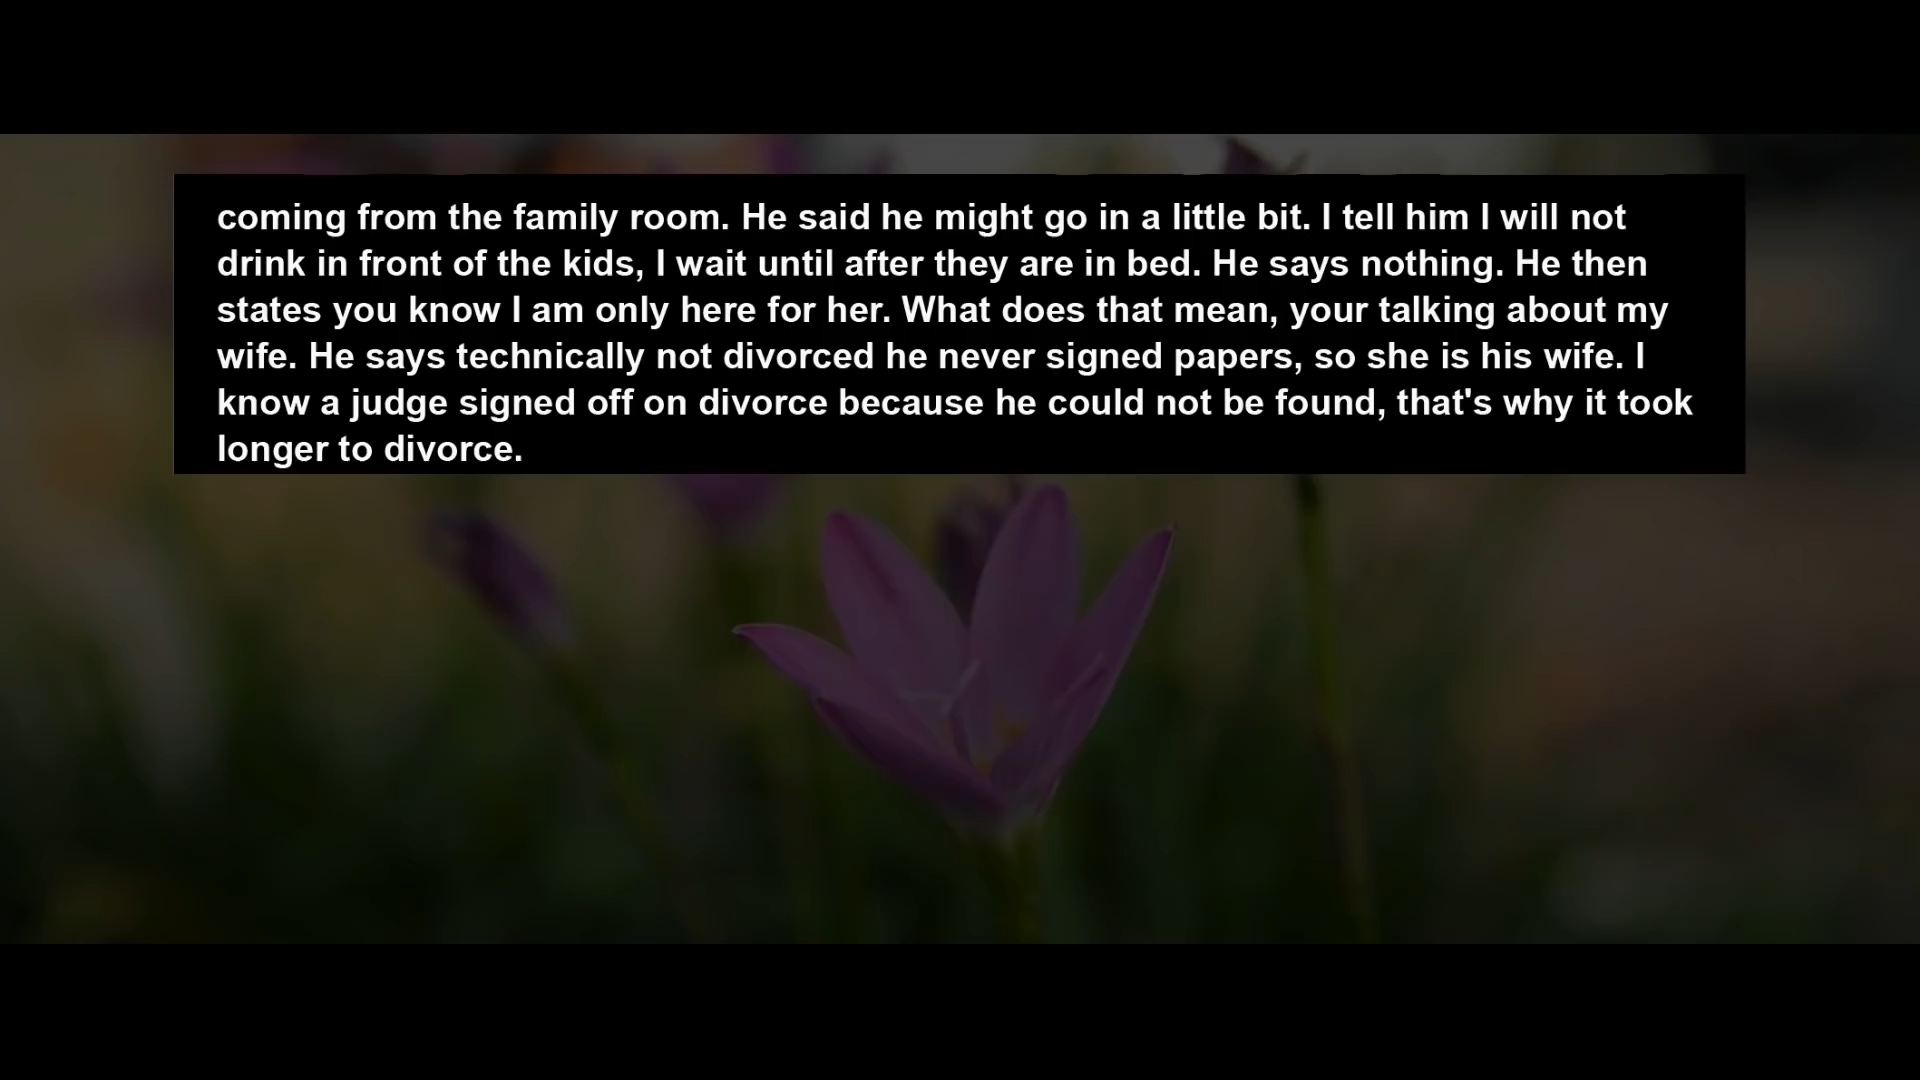 coming from the family room. He said he might go in a little bit. I tell him I will not
drink in front of the kids, I wait until after they are in bed. He says nothing. He then
states you know I am only here for her. What does that mean, your talking about my
wife. He says technically not divorced he never signed papers, so she is his wife. I
know a judge signed off on divorce because he could not be found, that's why it took
longer to divorce.